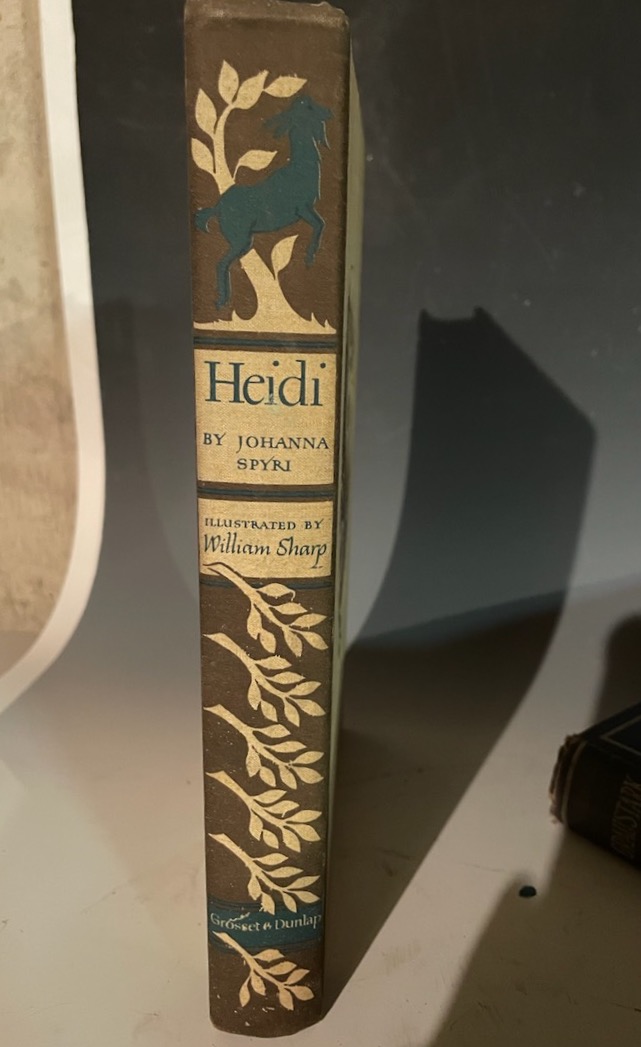 Heidi
BY JOHANNA
SPYRI
ILLUSTRATED BY
William Sharp
Grosset & Dunlap